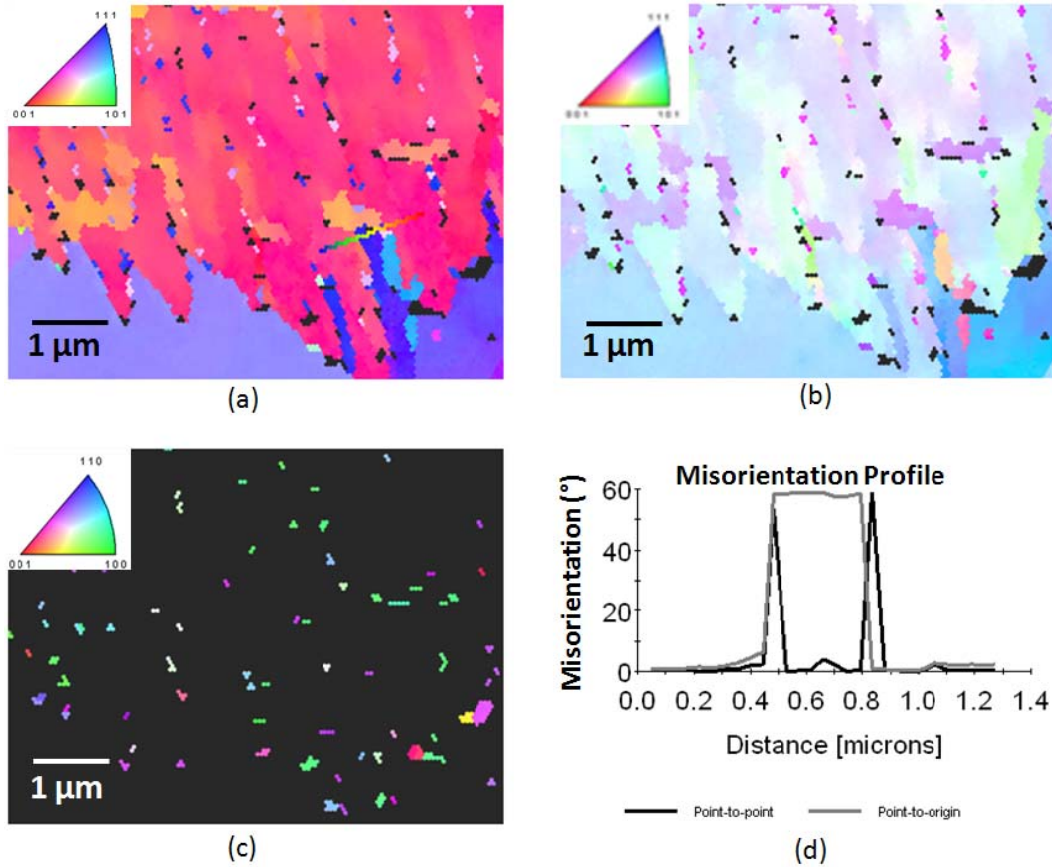 111
001
101
1 µm
(a)
111
001
101
1 µm
(b)
110
001
100
1 µm
(c)
Misorientation Profile
Misorientation (°)
60
40
20
0
0.0 0.2 0.4 0.6 0.8 1.0 1.2 1.4
Distance [microns]
Point-to-point
Point-to-origin
(d)